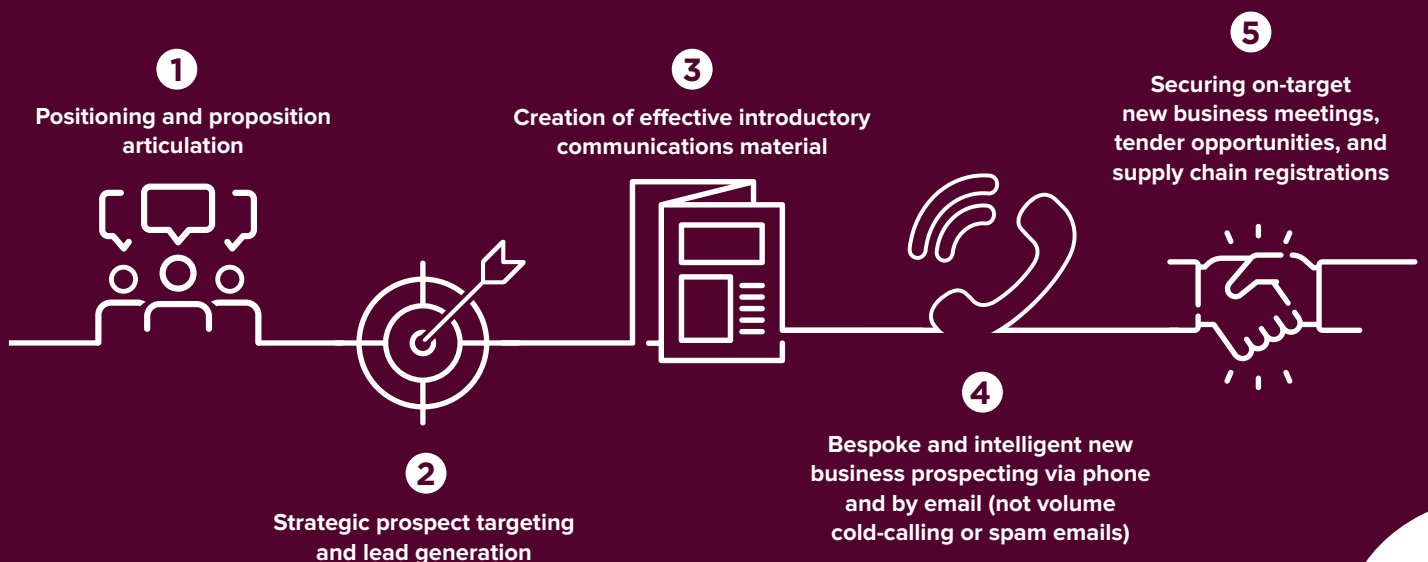 1
Positioning and proposition
articulation
2
Strategic prospect targeting
and lead generation
3
Creation of effective introductory
communications material
4
Bespoke and intelligent new
business prospecting via phone
and by email (not volume
cold-calling or spam emails)
5
Securing on-target
new business meetings,
tender opportunities, and
supply chain registrations